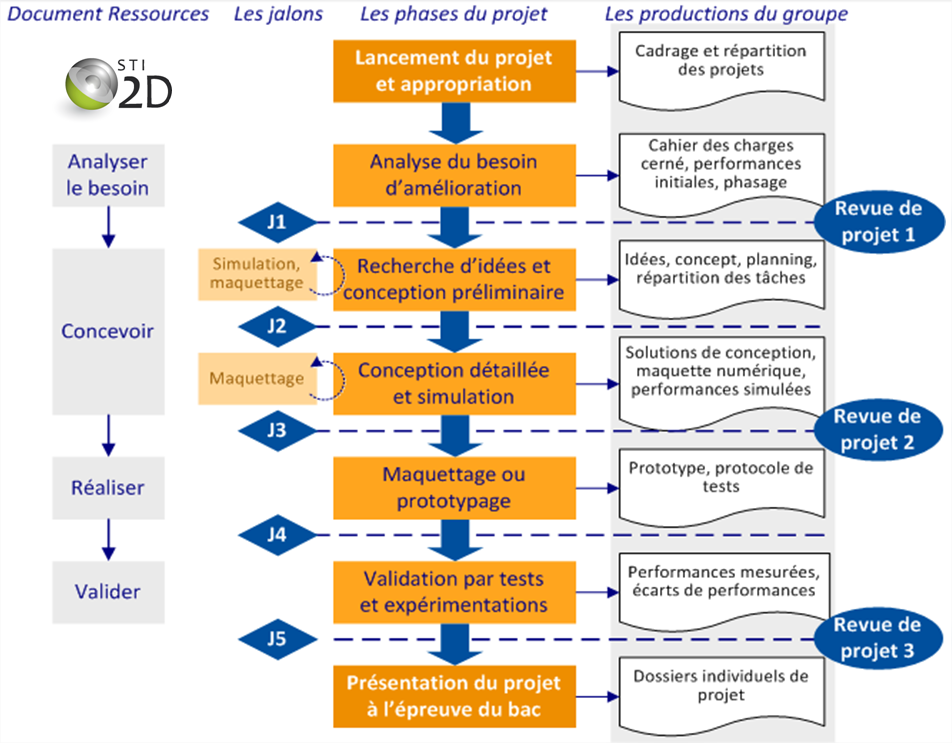 Document Ressources
Les jalons
Les phases du projet
Les productions du groupe
STI
2D
Lancement du projet
et appropriation
Cadrage et répartition
des projets
Analyser
le besoin
Analyse du besoin
d'amélioration
Cahier des charges
cerné, performances
initiales, phasage
J1
Revue de
projet 1
Simulation,
maquettage
Recherche d'idées et
conception préliminaire
Idées, concept, planning,
répartition des tâches
Concevoir
J2
Maquettage
Conception détaillée
et simulation
Solutions de conception,
maquette numérique,
performances simulées
J3
Revue de
projet 2
Réaliser
Maquettage ou
prototypage
Prototype, protocole de
tests
J4
Valider
Validation par tests
et expérimentations
Performances mesurées,
écarts de performances
J5
Revue de
projet 3
Présentation du projet
à l'épreuve du bac
Dossiers individuels de
projet